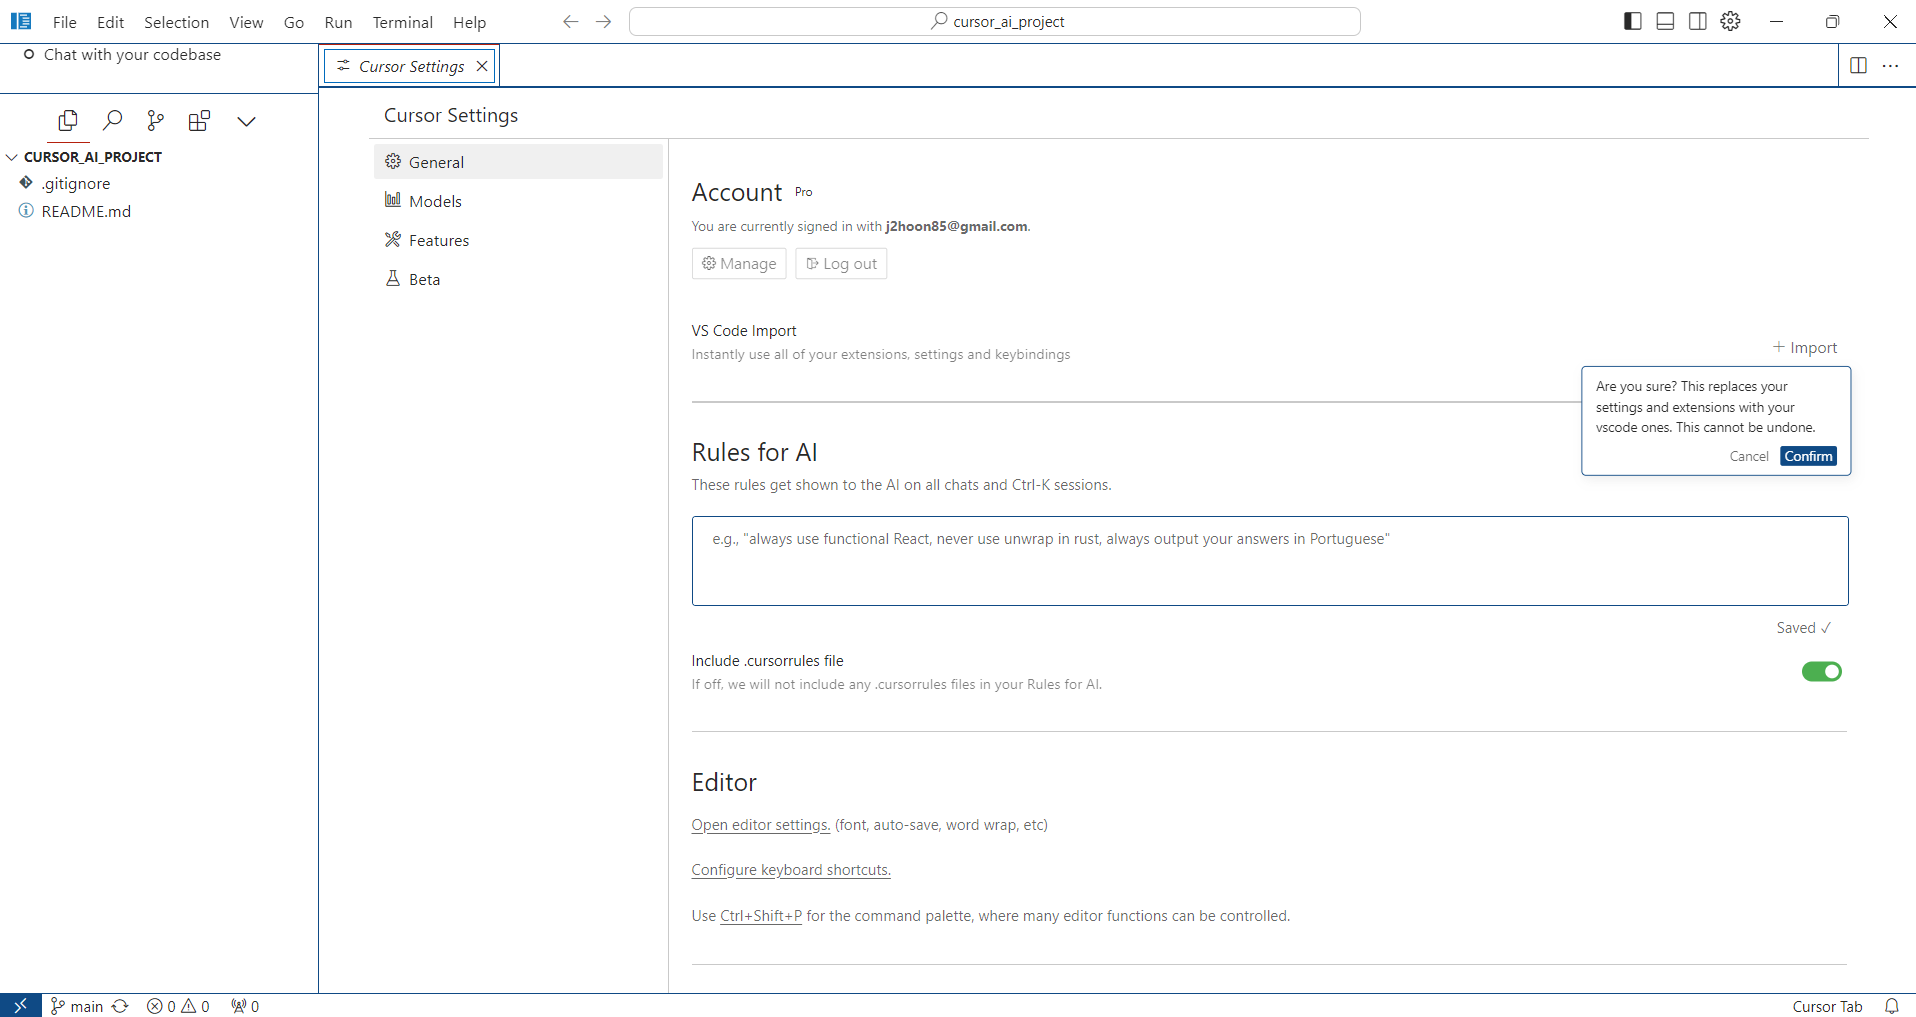 File Edit Selection View Go Run Terminal Help
cursor_ai_project
Chat with your codebase
Cursor Settings
CURSOR_AI_PROJECT
.gitignore
README.md
Cursor Settings
General
Models
Features
Beta
Account Pro
You are currently signed in with j2hoon85@gmail.com.
Manage Log out
VS Code Import
Instantly use all of your extensions, settings and keybindings
Import
Are you sure? This replaces your
settings and extensions with your
vscode ones. This cannot be undone.
Cancel Confirm
Rules for AI
These rules get shown to the AI on all chats and Ctrl-K sessions.
e.g., "always use functional React, never use unwrap in rust, always output your answers in Portuguese"
Saved ✓
Include .cursorrules file
If off, we will not include any .cursorrules files in your Rules for AI.
Editor
Open editor settings. (font, auto-save, word wrap, etc)
Configure keyboard shortcuts.
Use Ctrl+Shift+P for the command palette, where many editor functions can be controlled.
main 0 0 0 Cursor Tab